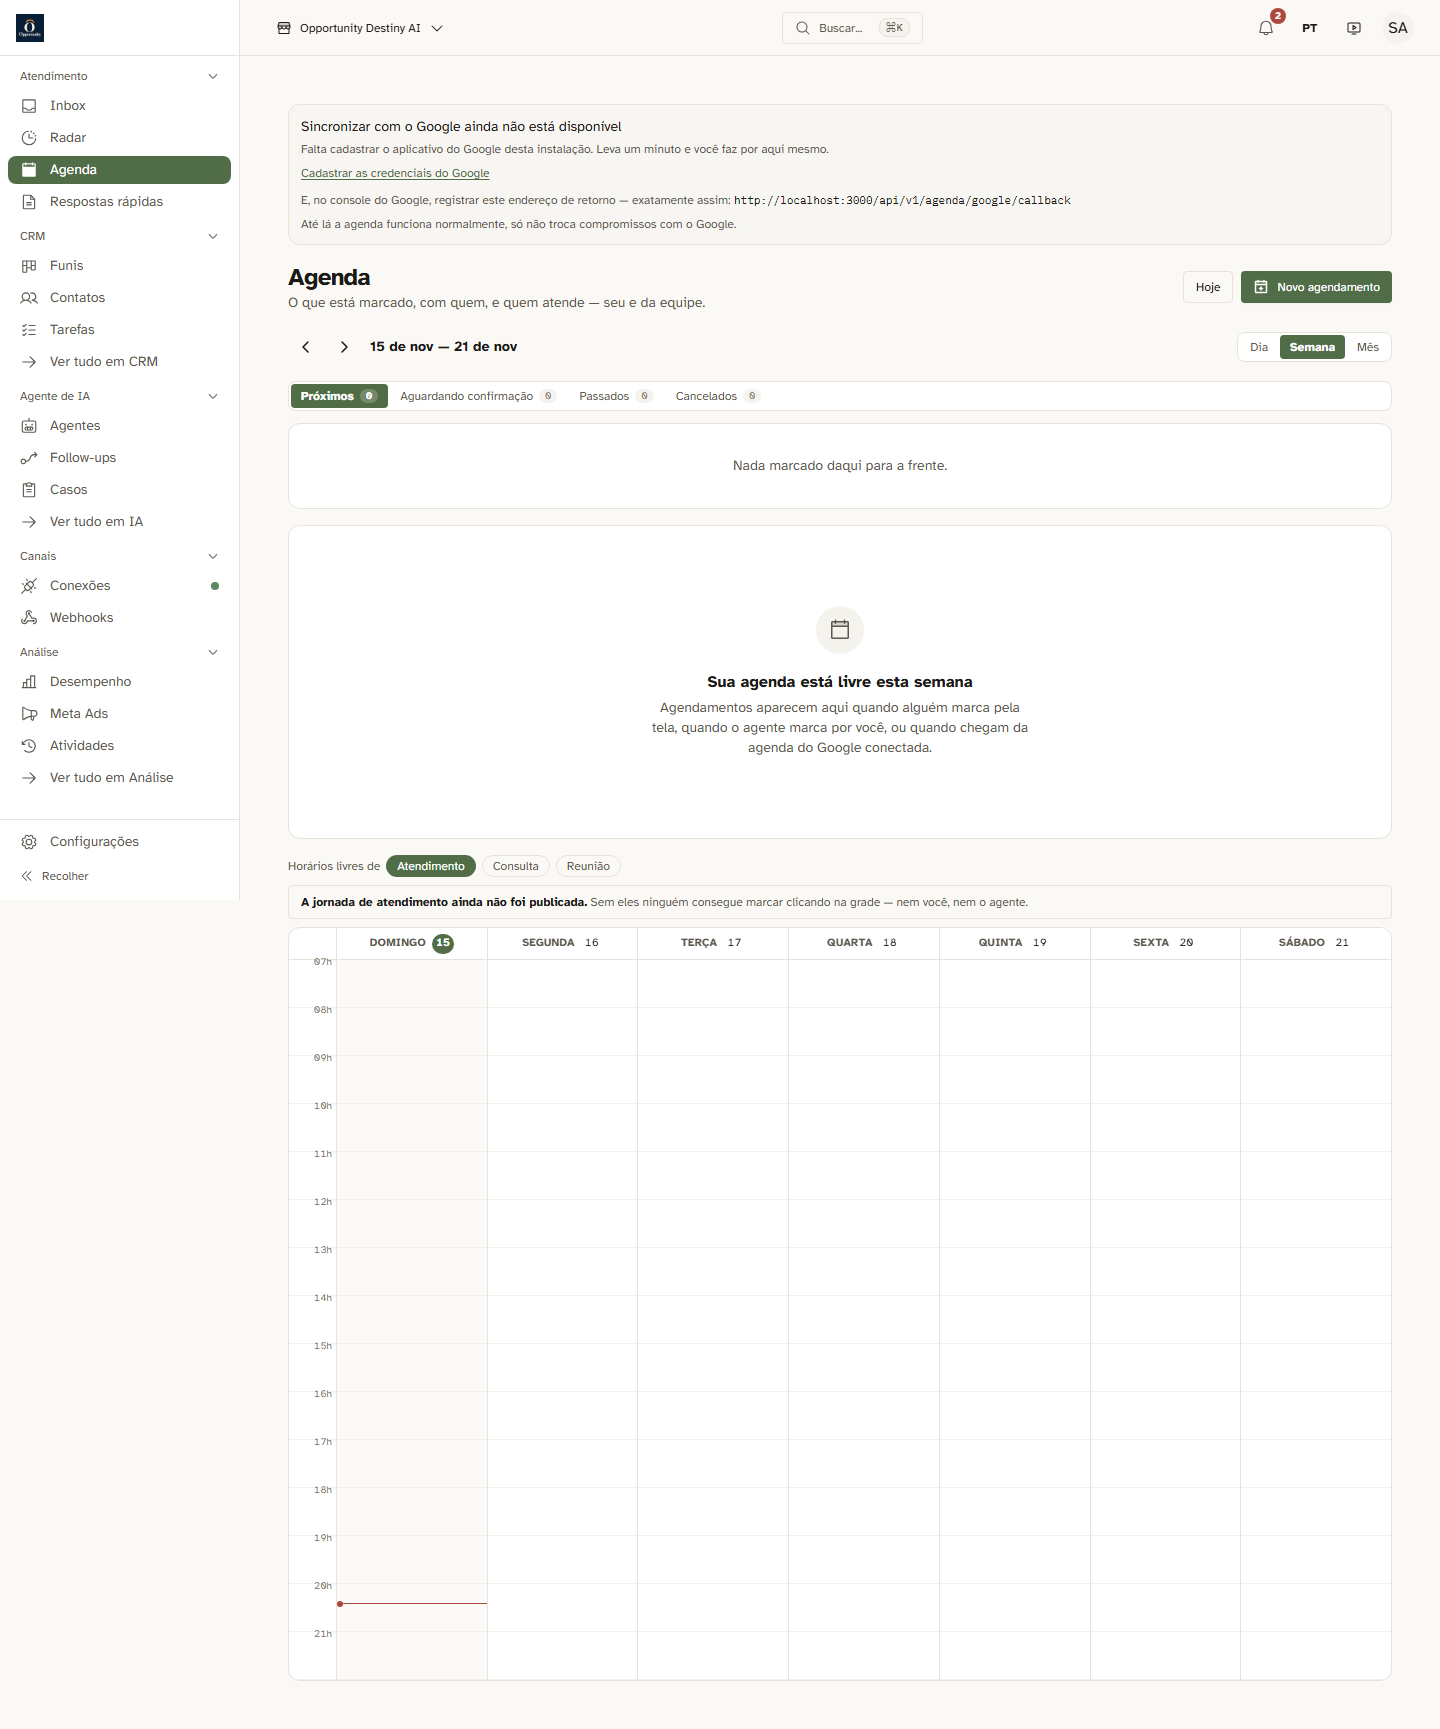 Opportunity
Opportunity Destiny AI
Buscar...
⌘K
2
PT
SA
Atendimento
Inbox
Radar
Agenda
Respostas rápidas
CRM
Funis
Contatos
Tarefas
Ver tudo em CRM
Agente de IA
Agentes
Follow-ups
Casos
Ver tudo em IA
Canais
Conexões
Webhooks
Análise
Desempenho
Meta Ads
Atividades
Ver tudo em Análise
Configurações
Recolher
Sincronizar com o Google ainda não está disponível
Falta cadastrar o aplicativo do Google desta instalação. Leva um minuto e você faz por aqui mesmo.
Cadastrar as credenciais do Google
E, no console do Google, registrar este endereço de retorno — exatamente assim: http://localhost:3000/api/v1/agenda/google/callback
Até lá a agenda funciona normalmente, só não troca compromissos com o Google.
Agenda
O que está marcado, com quem, e quem atende — seu e da equipe.
Hoje
Novo agendamento
15 de nov — 21 de nov
Dia Semana Mês
Próximos 0 Aguardando confirmação 0 Passados 0 Cancelados 0
Nada marcado daqui para a frente.
Sua agenda está livre esta semana
Agendamentos aparecem aqui quando alguém marca pela
tela, quando o agente marca por você, ou quando chegam da
agenda do Google conectada.
Horários livres de Atendimento Consulta Reunião
A jornada de atendimento ainda não foi publicada. Sem eles ninguém consegue marcar clicando na grade — nem você, nem o agente.
DOMINGO 15 SEGUNDA 16 TERÇA 17 QUARTA 18 QUINTA 19 SEXTA 20 SÁBADO 21
07h
08h
09h
10h
11h
12h
13h
14h
15h
16h
17h
18h
19h
20h
21h